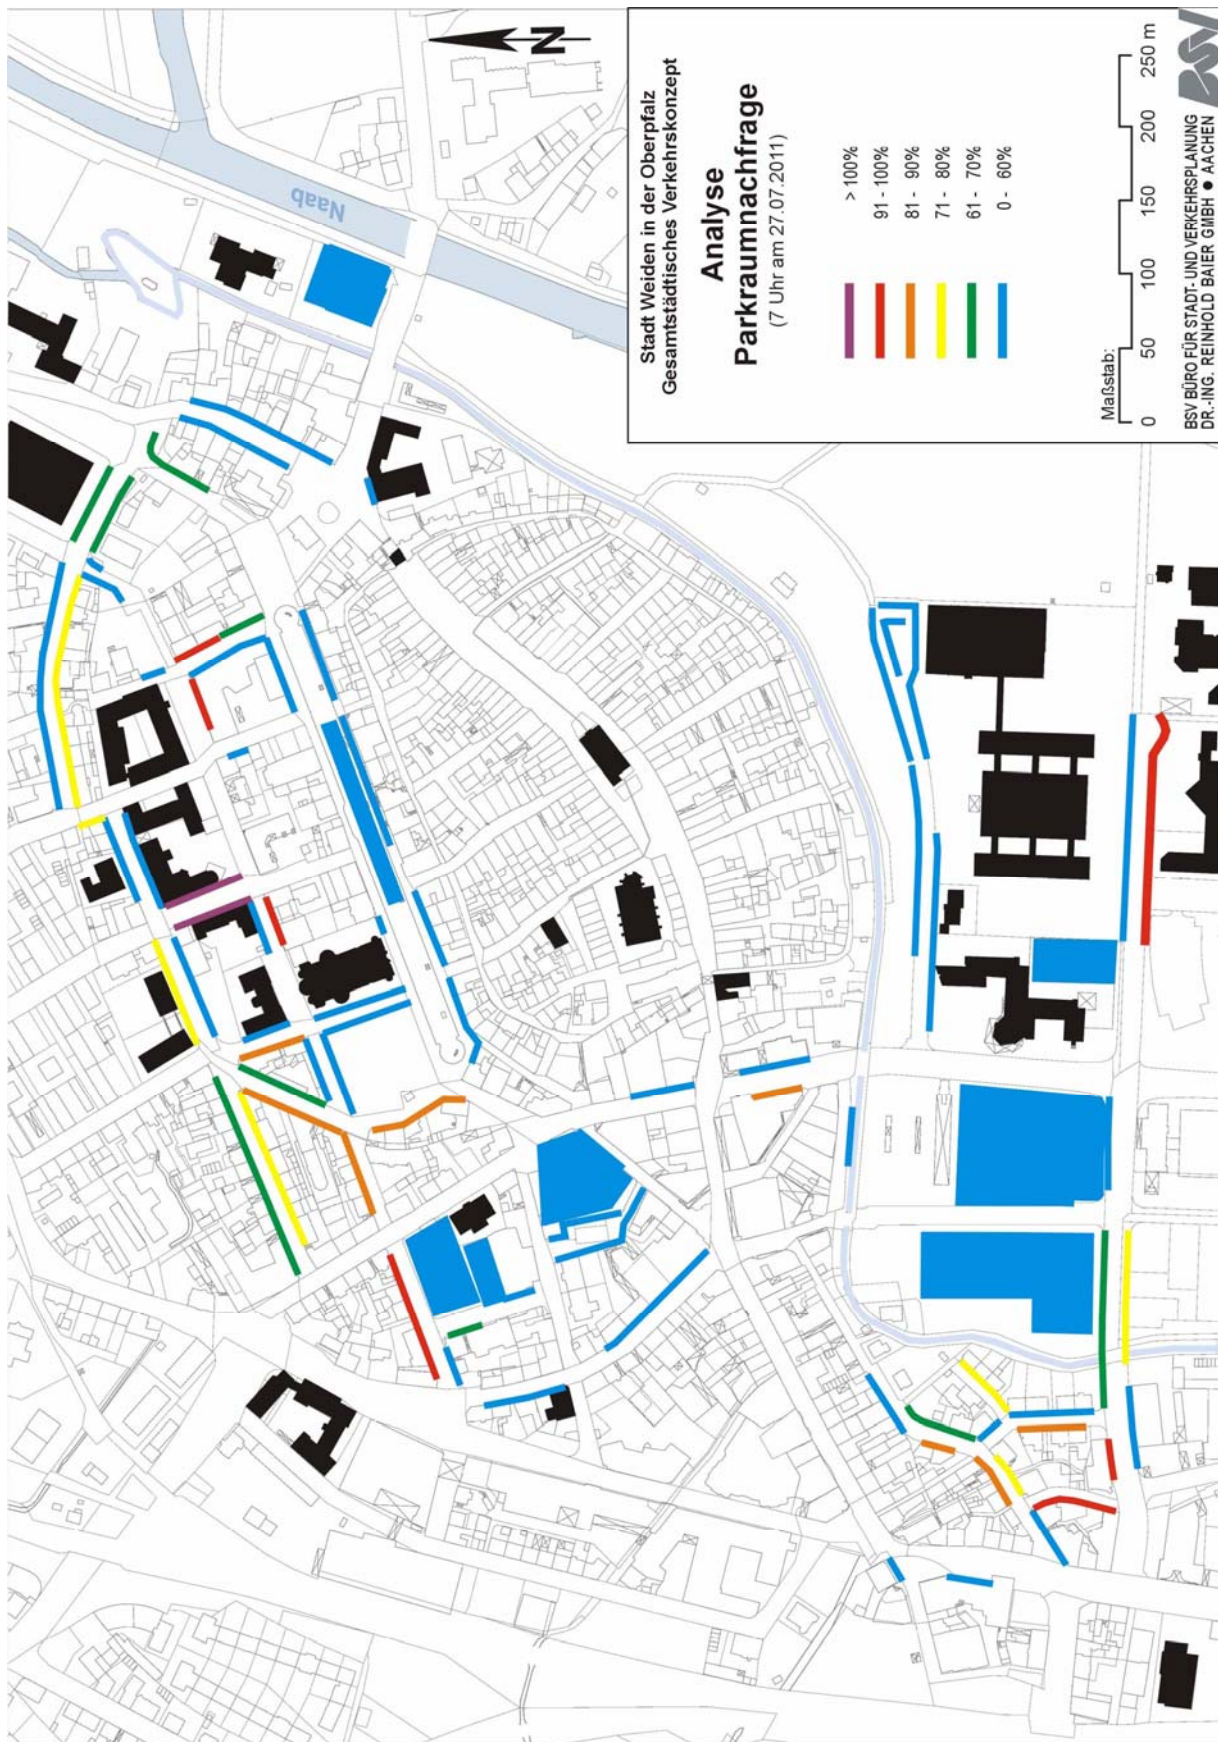 Stadt Weiden in der Oberpfalz
Gesamtstädtisches Verkehrskonzept
Analyse
Parkraumnachfrage
(7 Uhr am 27.07.2011)
> 100%
91 - 100%
81 - 90%
71 - 80%
61 - 70%
0 - 60%
Maßstab:
0 50 100 150 200 250 m
BSV BÜRO FÜR STADT- UND VERKEHRSPLANUNG
DR.-ING. REINHOLD BAIER GMBH ● AACHEN
BSV
N
Naab